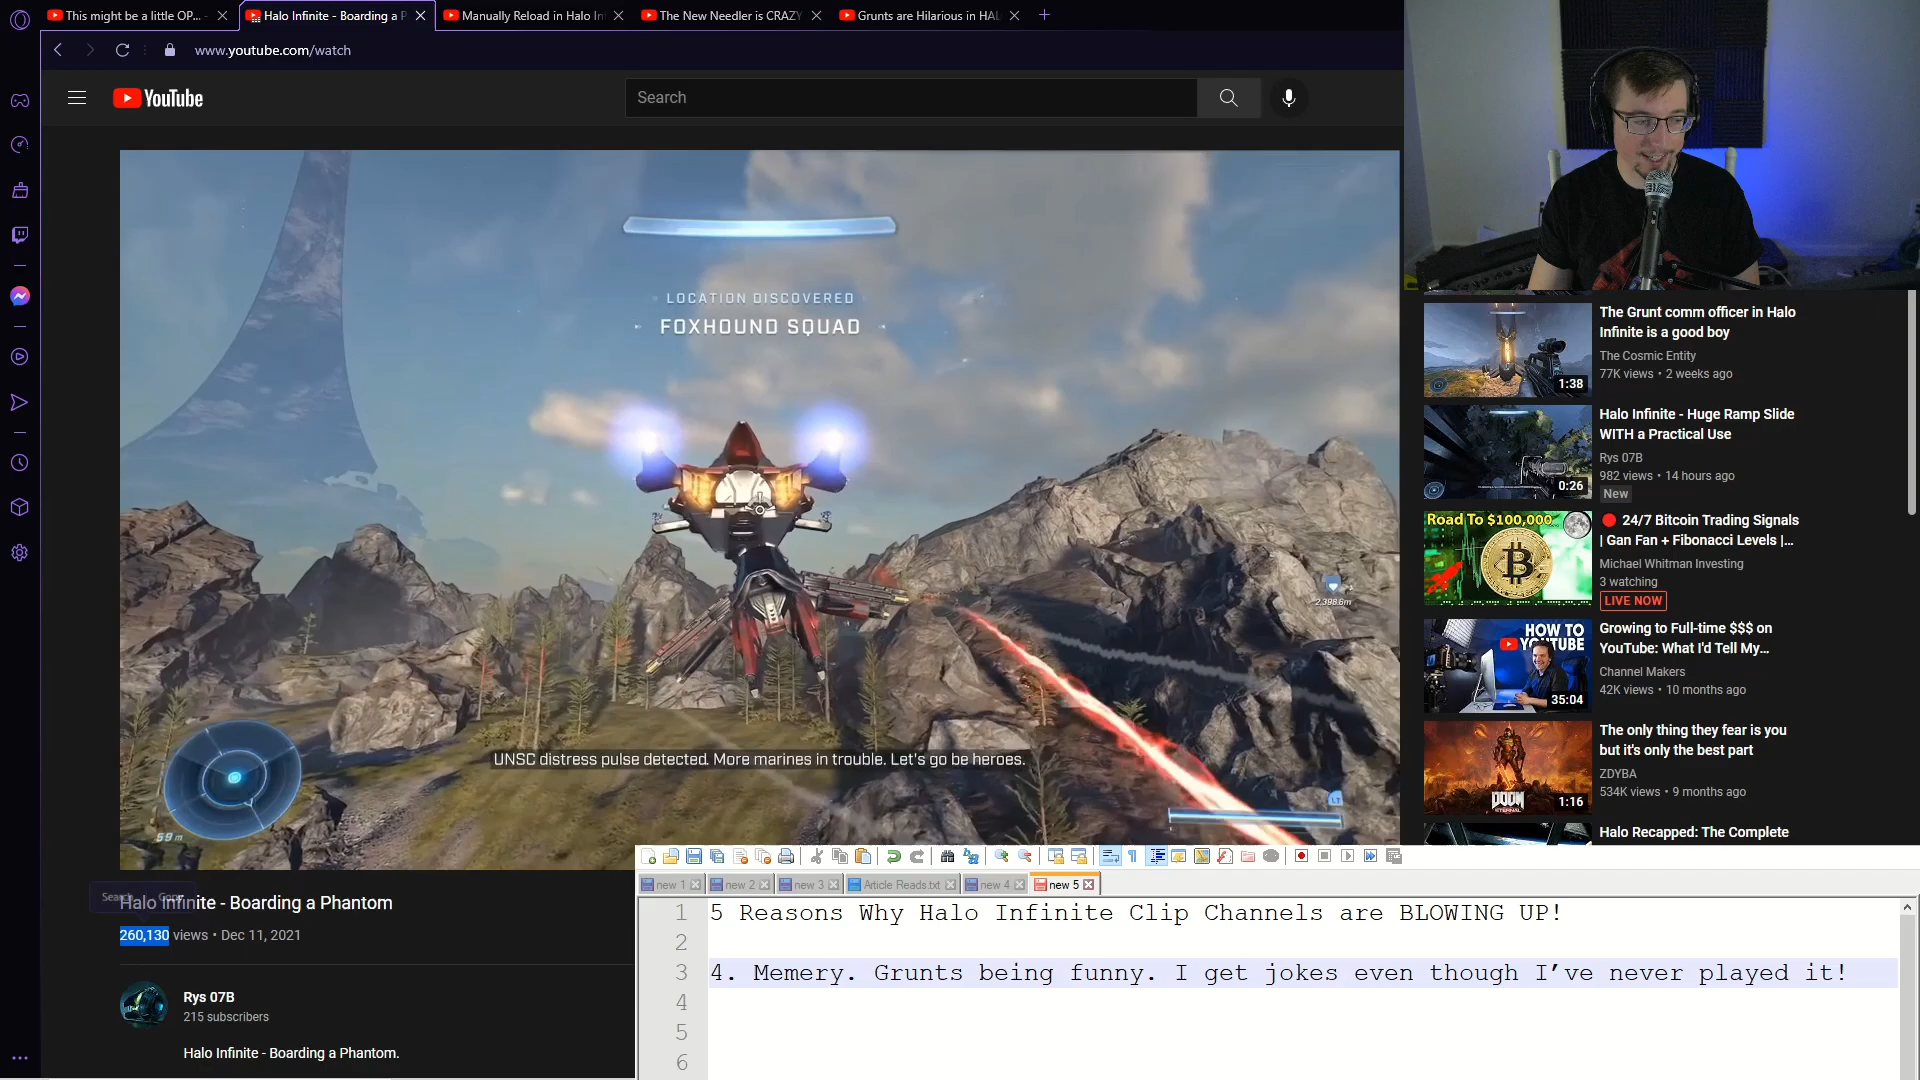 This might be a little OP... -
Halo Infinite - Boarding a P
Manually Reload in Halo In
The New Needler is CRAZY
Grunts are Hilarious in HAL
www.youtube.com/watch
YouTube
Search
LOCATION DISCOVERED
FOXHOUND SQUAD
2,398.6m
UNSC distress pulse detected. More marines in trouble. Let's go be heroes.
LT
59 m
Search Copy
Halo Infinite - Boarding a Phantom
260,130 views • Dec 11, 2021
Rys 07B
215 subscribers
Halo Infinite - Boarding a Phantom.
The Grunt comm officer in Halo
Infinite is a good boy
The Cosmic Entity
77K views • 2 weeks ago
1:38
Halo Infinite - Huge Ramp Slide
WITH a Practical Use
Rys 07B
982 views • 14 hours ago
0:26
New
Road To $100,000
24/7 Bitcoin Trading Signals
| Gan Fan + Fibonacci Levels |...
Michael Whitman Investing
3 watching
LIVE NOW
HOW TO
YOUTUBE
35:04
Growing to Full-time $$$ on
YouTube: What I'd Tell My...
Channel Makers
42K views • 10 months ago
The only thing they fear is you
but it's only the best part
ZDYBA
534K views • 9 months ago
DOOM
ETERNAL
1:16
Halo Recapped: The Complete
new 1
new 2
new 3
Article Reads.txt
new 4
new 5
1 5 Reasons Why Halo Infinite Clip Channels are BLOWING UP!
2
3 4. Memery. Grunts being funny. I get jokes even though I’ve never played it!
4
5
6